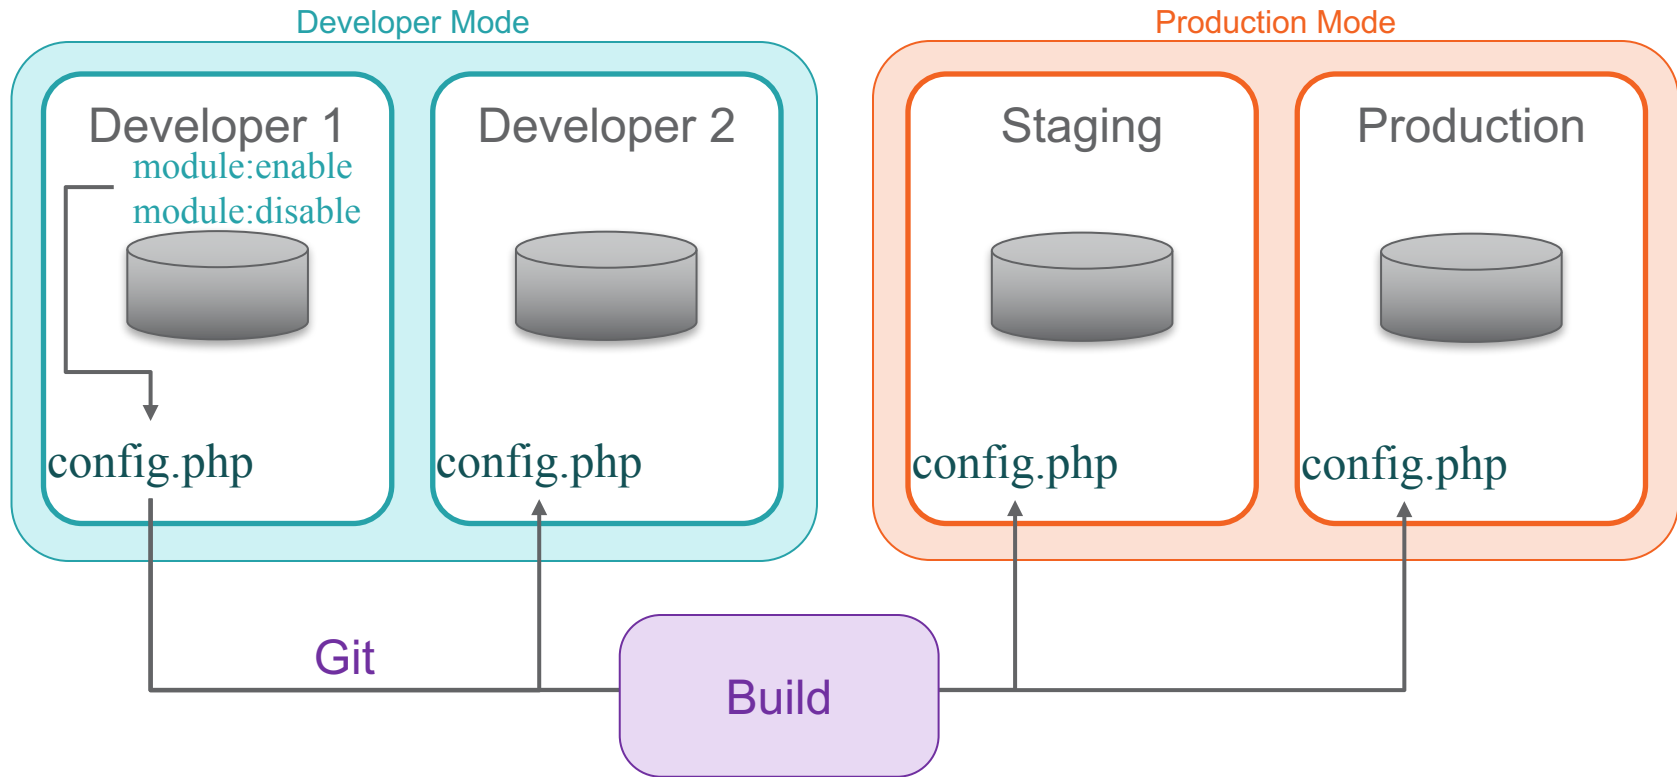 Developer Mode
Production Mode
Developer 1
module:enable
module:disable
Developer 2
Staging
Production
config.php
config.php
config.php
config.php
Git
Build